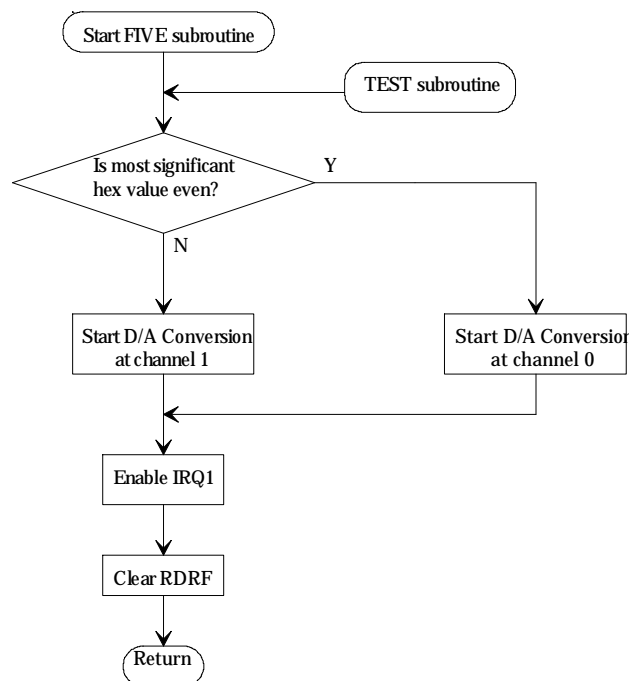 Start FIVE subroutine
TEST subroutine
Is most significant
hex value even?
Y
N
Start D/A Conversion
at channel 1
Start D/A Conversion
at channel 0
Enable IRQ1
Clear RDRF
Return